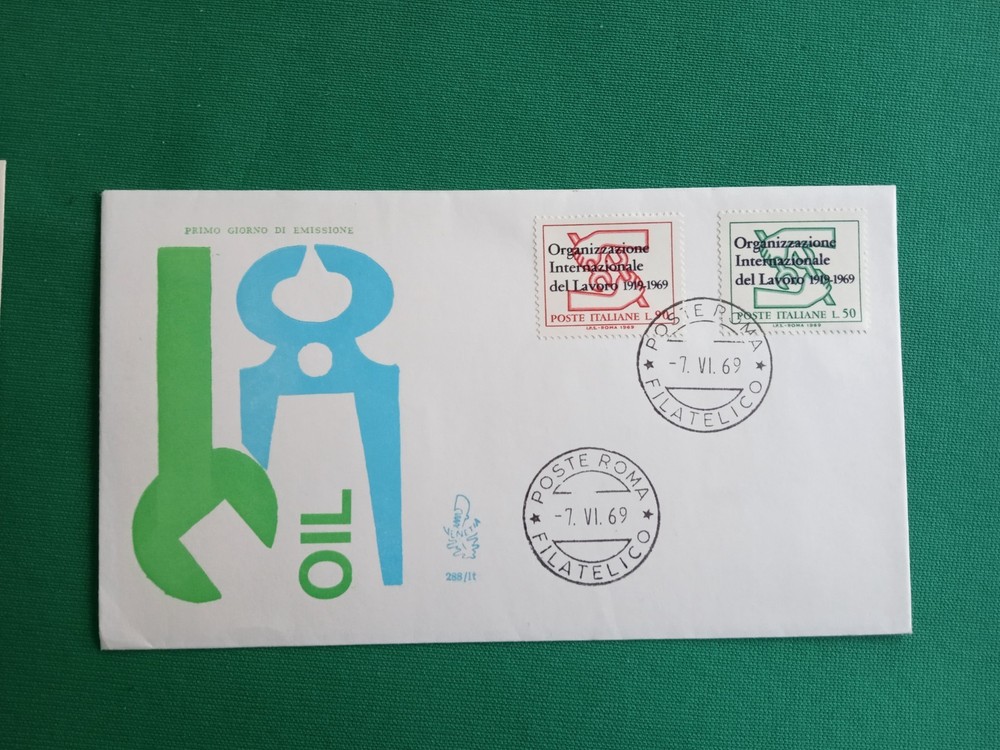 PRIMO GIORNO DI EMISSIONE
Organizzazione
Internazionale
del Lavoro 1919-1969
POSTE ITALIANE L. 90
I.P.S.-ROMA-1969
Organizzazione
Internazionale
del Lavoro 1919-1969
POSTE ITALIANE L. 50
I.P.S.-ROMA-1969
POSTE ROMA
-7. VI. 69
FILATELICO
POSTE ROMA
-7. VI. 69
FILATELICO
OIL
288/It